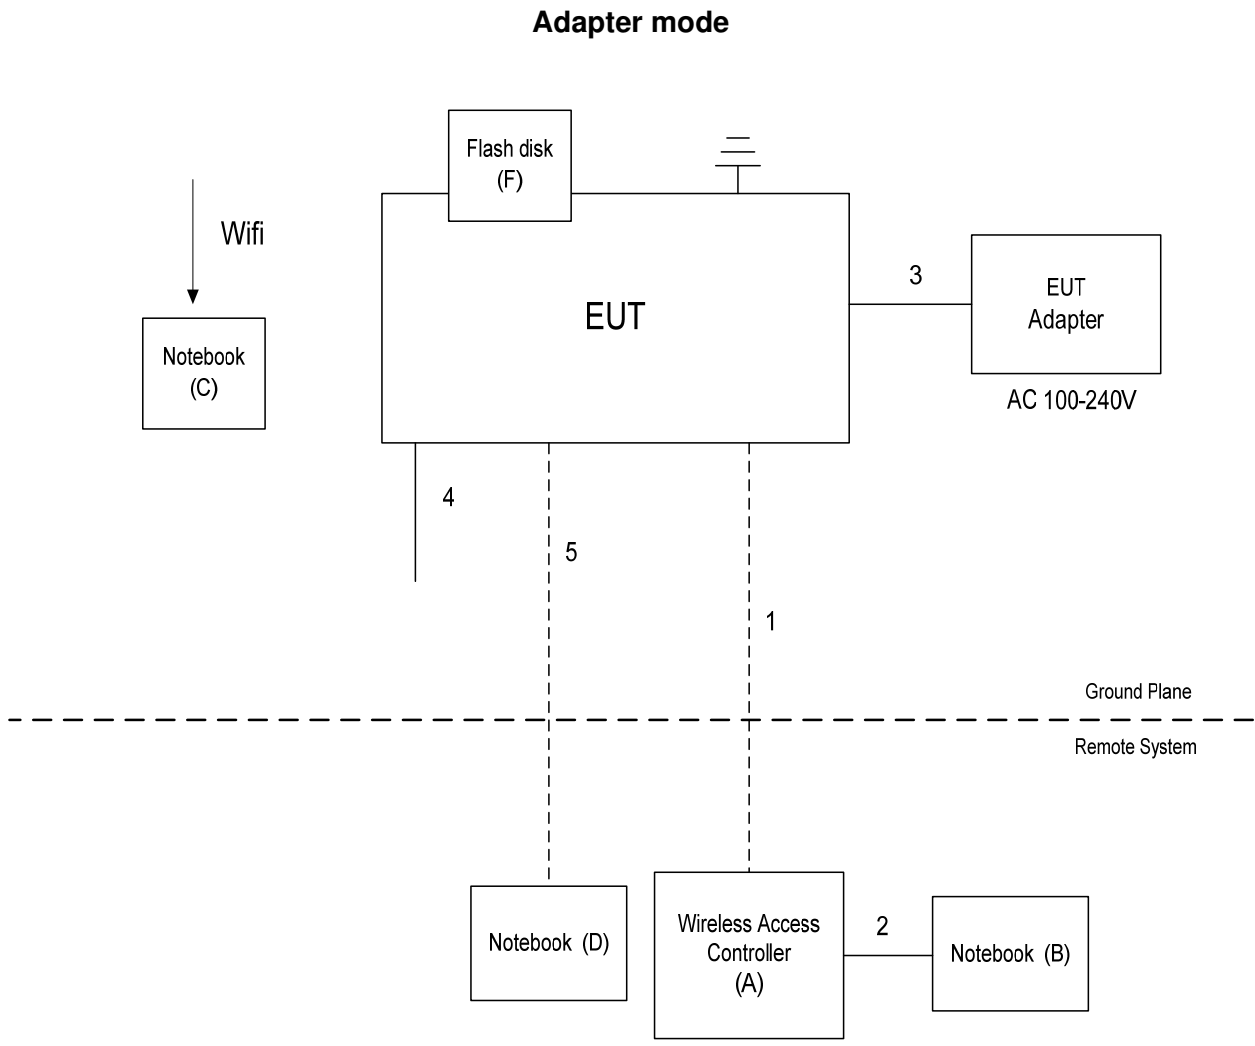 Adapter mode
Flash disk
(F)
Wifi
EUT
3
EUT
Adapter
AC 100-240V
Notebook
(C)
4
5
1
Ground Plane
Remote System
Notebook (D)
Wireless Access
Controller
(A)
2
Notebook (B)